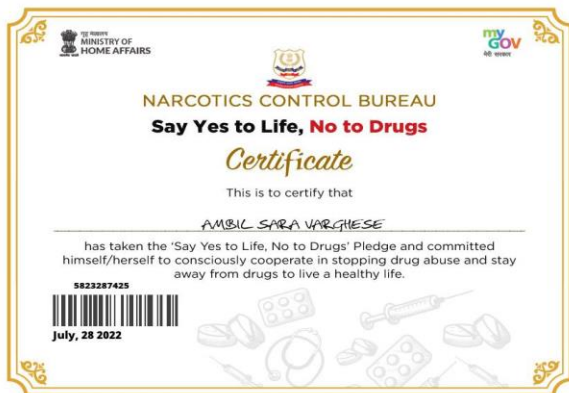 गृह मंत्रालय
MINISTRY OF
HOME AFFAIRS
my
GOV
मेरी सरकार
NARCOTICS CONTROL BUREAU
Say Yes to Life, No to Drugs
Certificate
This is to certify that
AMBIL SARA VARGHESE
has taken the 'Say Yes to Life, No to Drugs' Pledge and committed
himself/herself to consciously cooperate in stopping drug abuse and stay
away from drugs to live a healthy life.
5823287425
July, 28 2022